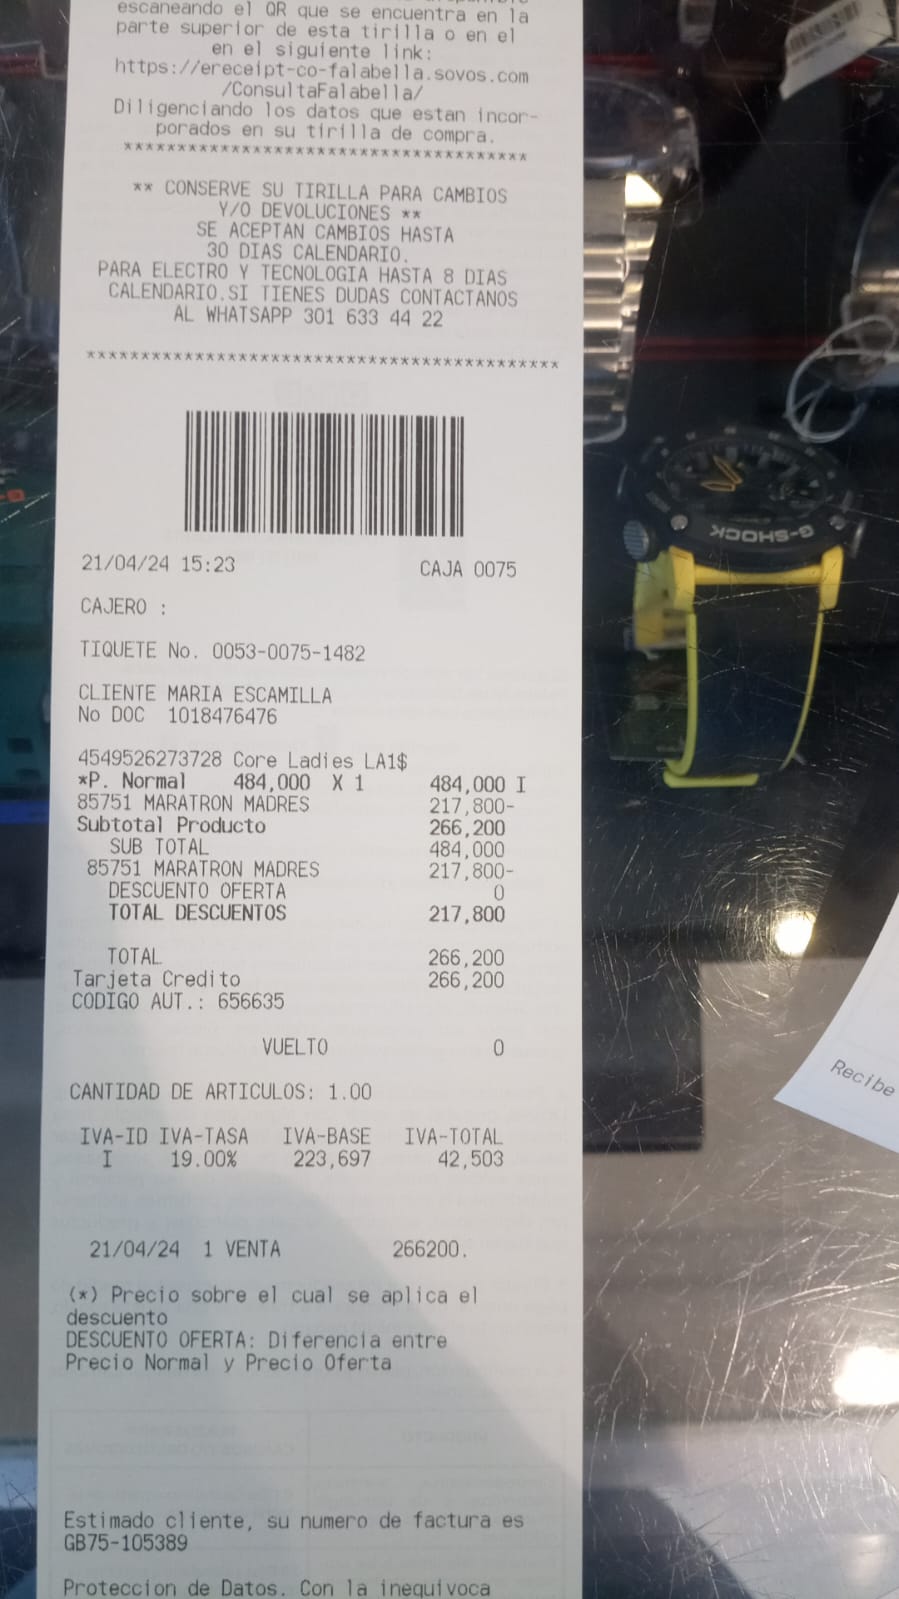 escaneando el QR que se encuentra en la
parte superior de esta tirilla o en el
en el siguiente link:
https://ereceipt-co-falabella.sovos.com
/ConsultaFalabella/
Diligenciando los datos que estan incor-
porados en su tirilla de compra.
**************************************
** CONSERVE SU TIRILLA PARA CAMBIOS
Y/O DEVOLUCIONES **
SE ACEPTAN CAMBIOS HASTA
30 DIAS CALENDARIO.
PARA ELECTRO Y TECNOLOGIA HASTA 8 DIAS
CALENDARIO.SI TIENES DUDAS CONTACTANOS
AL WHATSAPP 301 633 44 22
********************************************
21/04/24 15:23 CAJA 0075
CAJERO :
TIQUETE No. 0053-0075-1482
CLIENTE MARIA ESCAMILLA
No DOC 1018476476
4549526273728 Core Ladies LA1$
*P. Normal 484,000 X 1 484,000 I
85751 MARATRON MADRES 217,800-
Subtotal Producto 266,200
SUB TOTAL 484,000
85751 MARATRON MADRES 217,800-
DESCUENTO OFERTA 0
TOTAL DESCUENTOS 217,800
TOTAL 266,200
Tarjeta Credito 266,200
CODIGO AUT.: 656635
VUELTO 0
CANTIDAD DE ARTICULOS: 1.00
IVA-ID IVA-TASA IVA-BASE IVA-TOTAL
I 19.00% 223,697 42,503
21/04/24 1 VENTA 266200.
(*) Precio sobre el cual se aplica el
descuento
DESCUENTO OFERTA: Diferencia entre
Precio Normal y Precio Oferta
Estimado cliente, su numero de factura es
GB75-105389
Proteccion de Datos. Con la inequivoca
G-SHOCK
Recibe